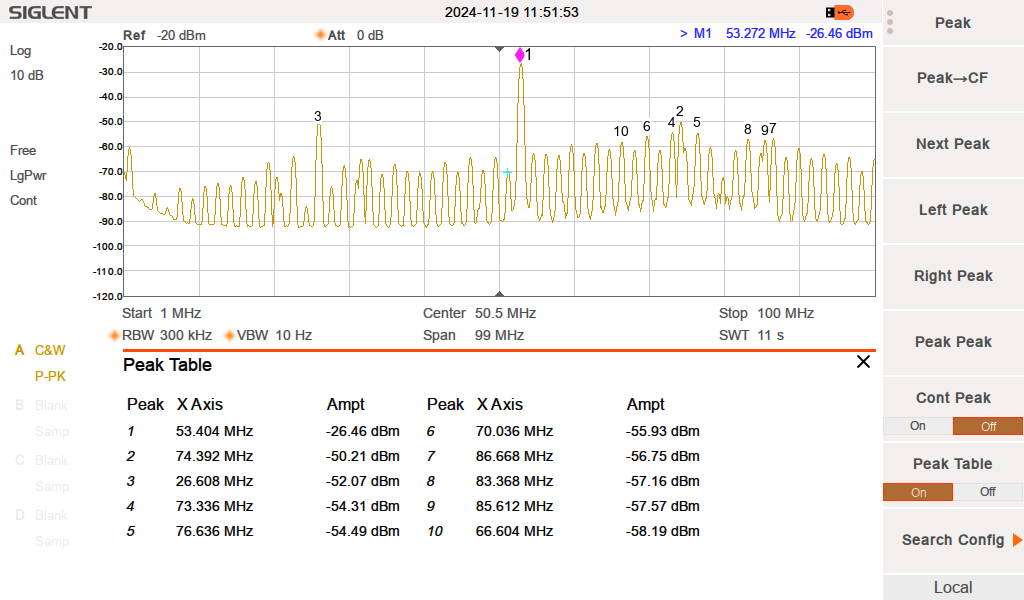 SIGLENT 2024-11-19 11:51:53
Ref -20 dBm Att 0 dB > M1 53.272 MHz -26.46 dBm
Log
10 dB
Free
LgPwr
Cont
-20.0
-30.0
-40.0
-50.0
-60.0
-70.0
-80.0
-90.0
-100.0
-110.0
-120.0
1
3
10 6 4 2 5 8 9 7
Start 1 MHz Center 50.5 MHz Stop 100 MHz
RBW 300 kHz VBW 10 Hz Span 99 MHz SWT 11 s
A C&W
P-PK
B Blank
Samp
C Blank
Samp
D Blank
Samp
Peak Table
Peak X Axis Ampt Peak X Axis Ampt
1 53.404 MHz -26.46 dBm 6 70.036 MHz -55.93 dBm
2 74.392 MHz -50.21 dBm 7 86.668 MHz -56.75 dBm
3 26.608 MHz -52.07 dBm 8 83.368 MHz -57.16 dBm
4 73.336 MHz -54.31 dBm 9 85.612 MHz -57.57 dBm
5 76.636 MHz -54.49 dBm 10 66.604 MHz -58.19 dBm
Peak
Peak→CF
Next Peak
Left Peak
Right Peak
Peak Peak
Cont Peak
On Off
Peak Table
On Off
Search Config
Local